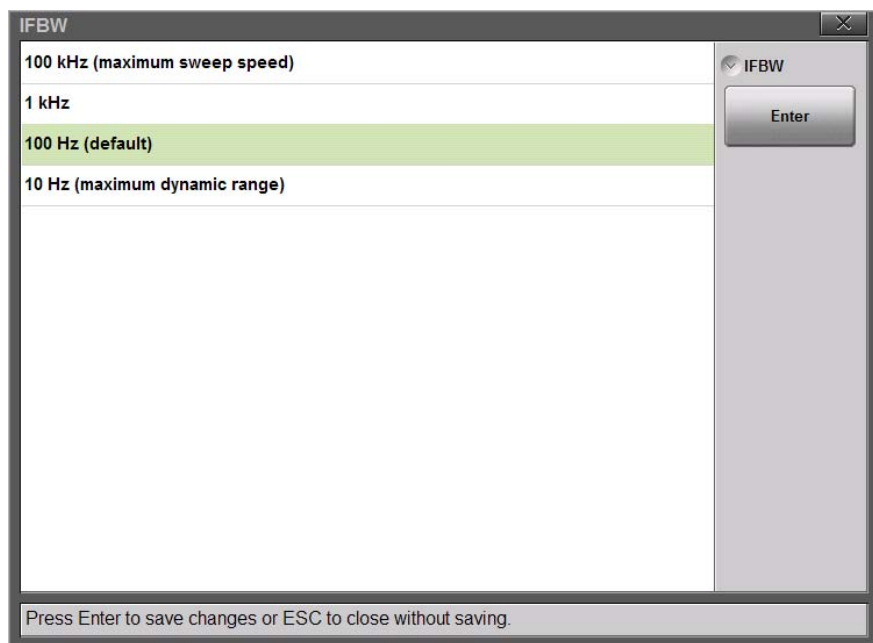 IFBW
100 kHz (maximum sweep speed)
1 kHz
100 Hz (default)
10 Hz (maximum dynamic range)
IFBW
Enter
Press Enter to save changes or ESC to close without saving.